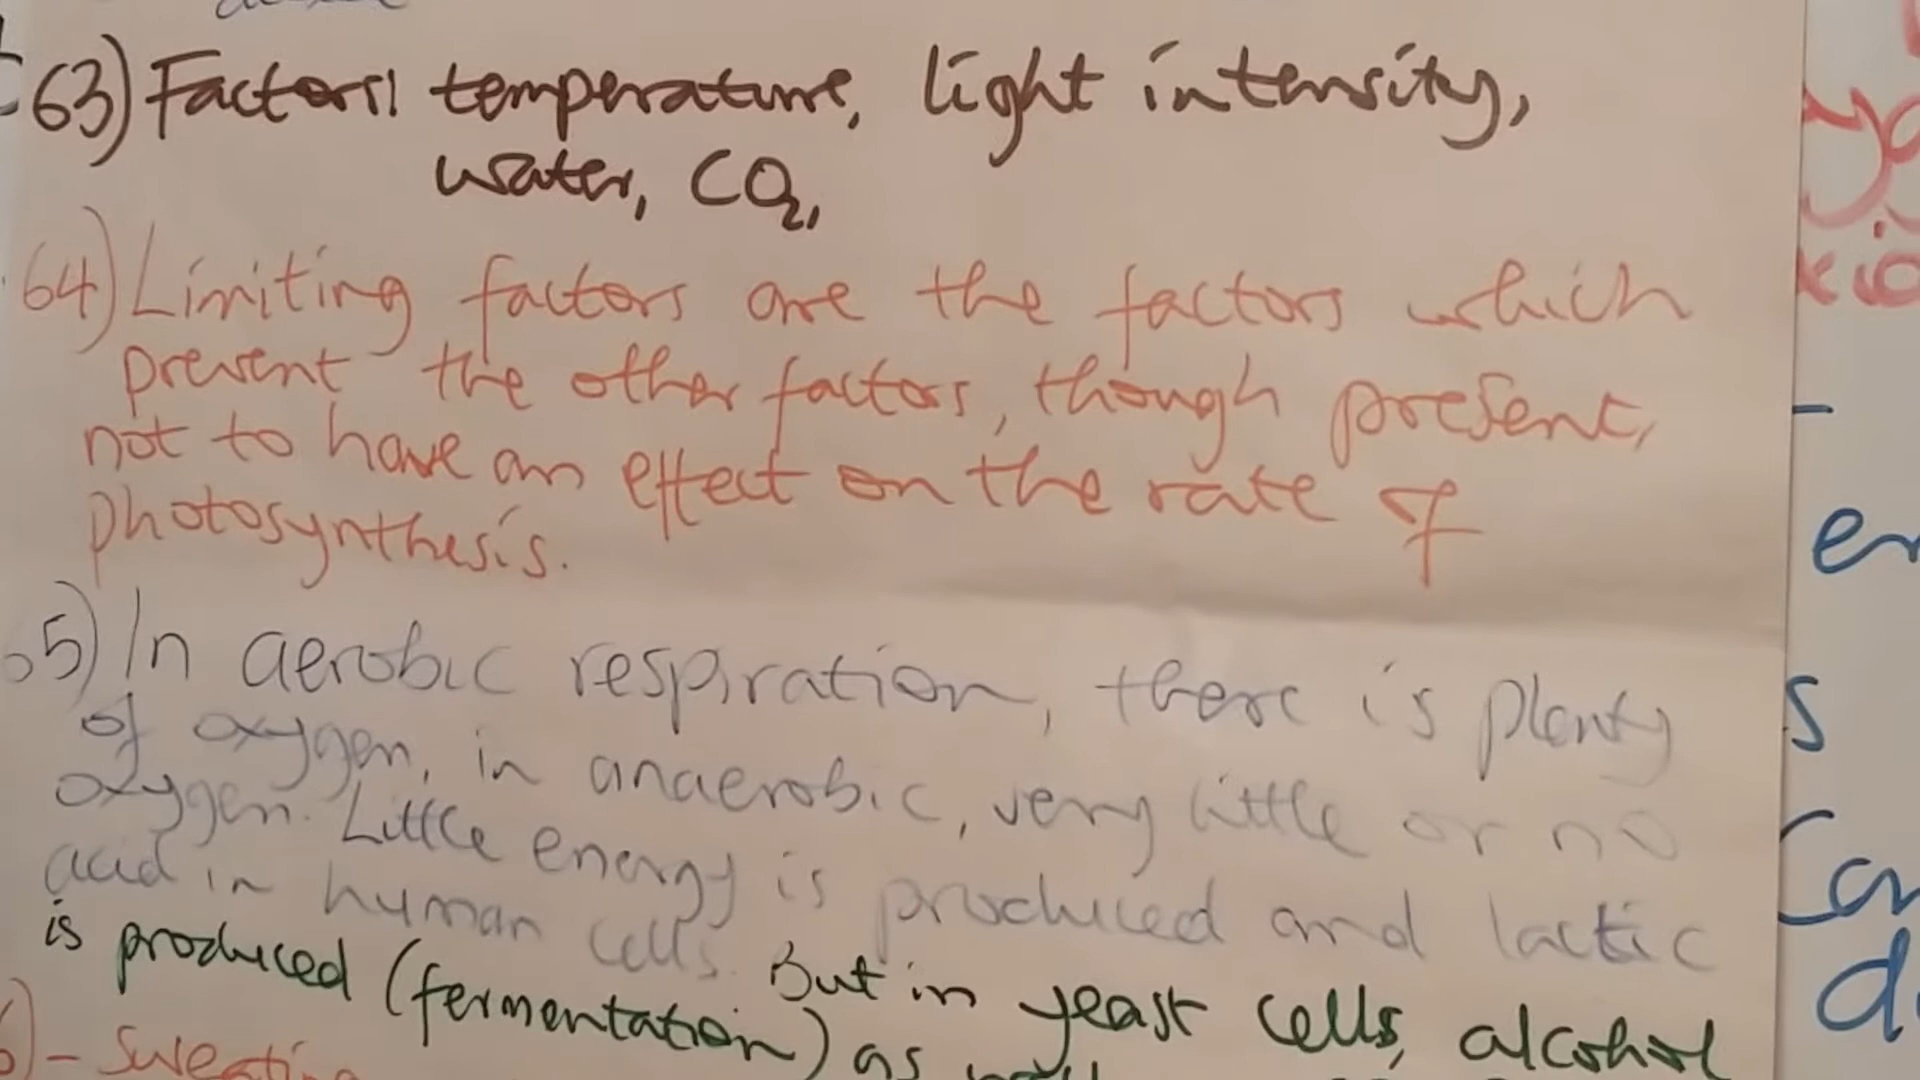 63) Factors: temperature, light intensity,
water, CO2,
64) Limiting factors are the factors which
prevent the other factors, though present,
not to have an effect on the rate of
photosynthesis.
65) In aerobic respiration, there is plenty
of oxygen, in anaerobic, very little or no
oxygen. Little energy is produced and lactic
acid in human cells. But in yeast cells, alcohol
is produced (fermentation) as
- Sweating